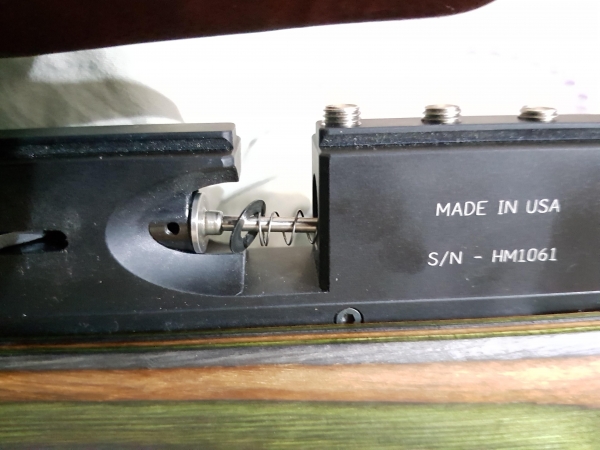 MADE IN USA
S/N - HM1061